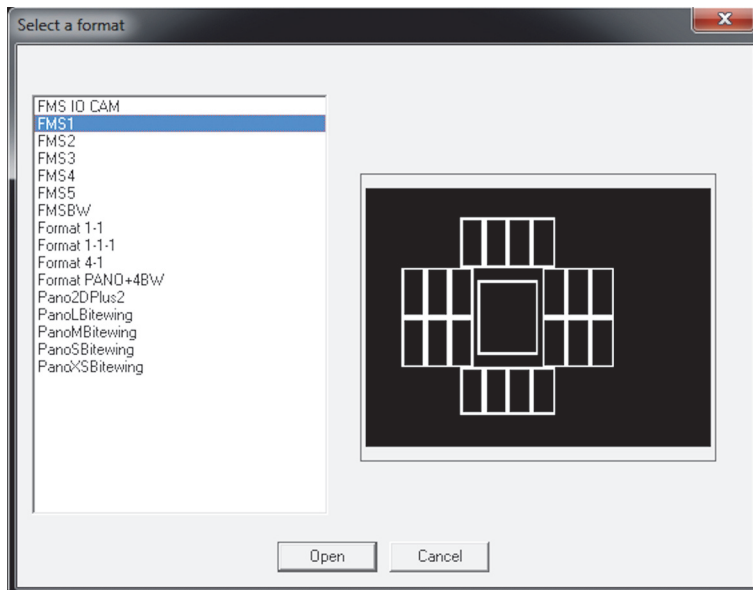 Select a format
FMS IO CAM
FMS1
FMS2
FMS3
FMS4
FMS5
FMSBW
Format 1-1
Format 1-1-1
Format 4-1
Format PANO+4BW
Pano2DPlus2
PanoLBitewing
PanoMBitewing
PanoSBitewing
PanoXSBitewing
Open
Cancel